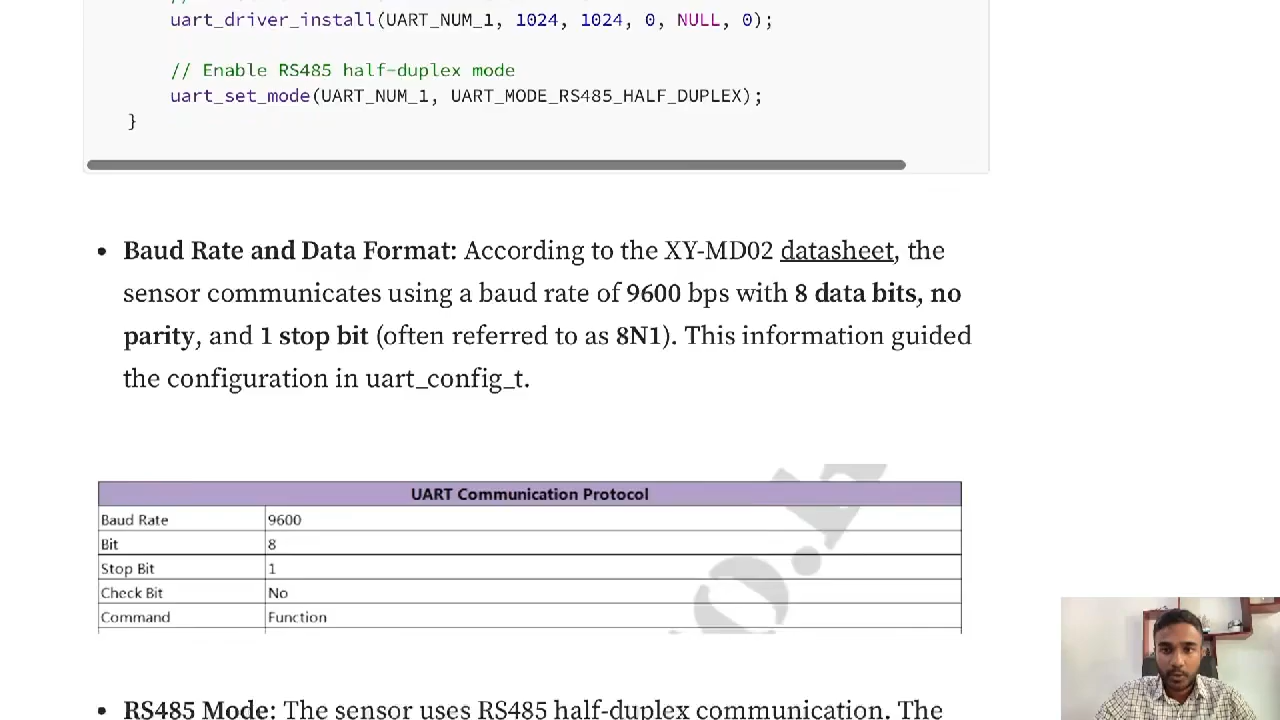 uart_driver_install(UART_NUM_1, 1024, 1024, 0, NULL, 0);
// Enable RS485 half-duplex mode
uart_set_mode(UART_NUM_1, UART_MODE_RS485_HALF_DUPLEX);
}
• Baud Rate and Data Format: According to the XY-MD02 datasheet, the
sensor communicates using a baud rate of 9600 bps with 8 data bits, no
parity, and 1 stop bit (often referred to as 8N1). This information guided
the configuration in uart_config_t.
UART Communication Protocol
Baud Rate 9600
Bit 8
Stop Bit 1
Check Bit No
Command Function
• RS485 Mode: The sensor uses RS485 half-duplex communication. The